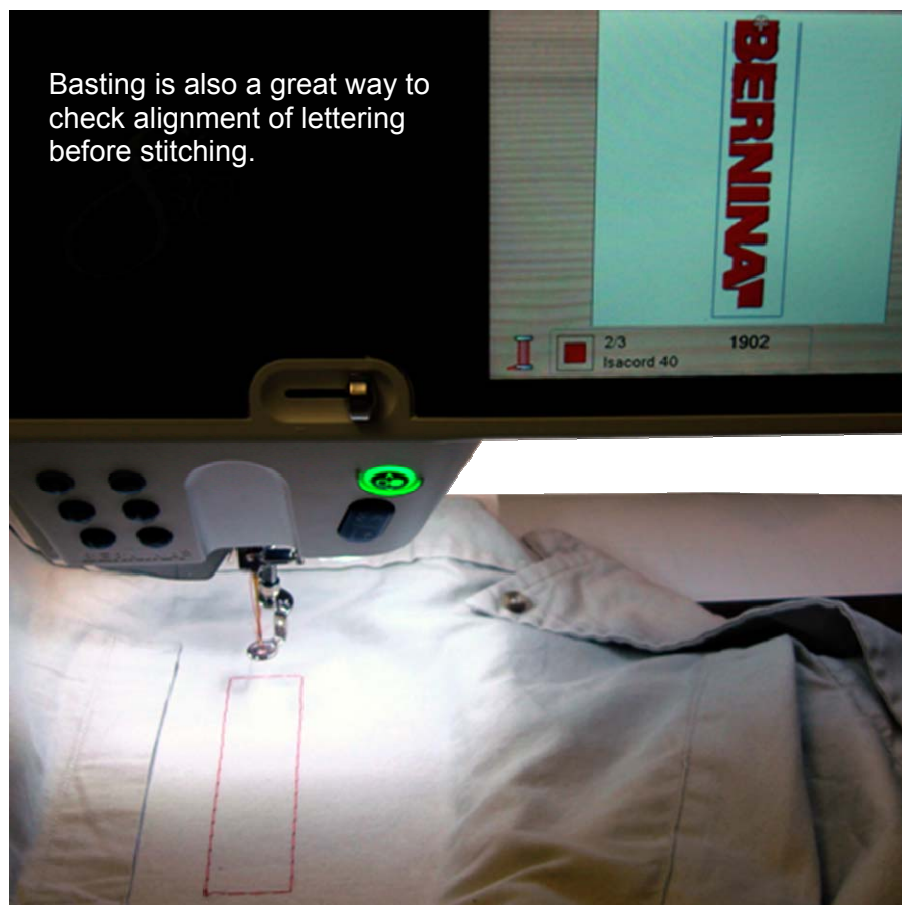 Basting is also a great way to
check alignment of lettering
before stitching.
BERNINA
2/3
1902
Isacord 40